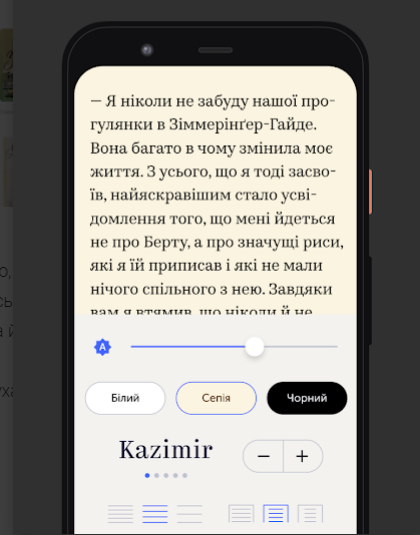 — Я ніколи не забуду нашої про-
гулянки в Зіммерінґер-Гайде.
Вона багато в чому змінила моє
життя. З усього, що я тоді засво-
їв, найяскравішим стало усві-
домлення того, що мені йдеться
не про Берту, а про значущі риси,
які я їй приписав і які не мали
нічого спільного з нею. Завдяки
вам я втямив, що ніколи й не
A
Білий Сепія Чорний
Kazimir − +